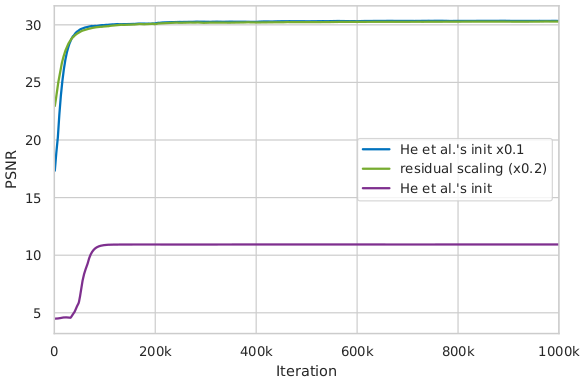 30
25
20
15
10
5
PSNR
He et al.'s init x0.1
residual scaling (x0.2)
He et al.'s init
0 200k 400k 600k 800k 1000k
Iteration